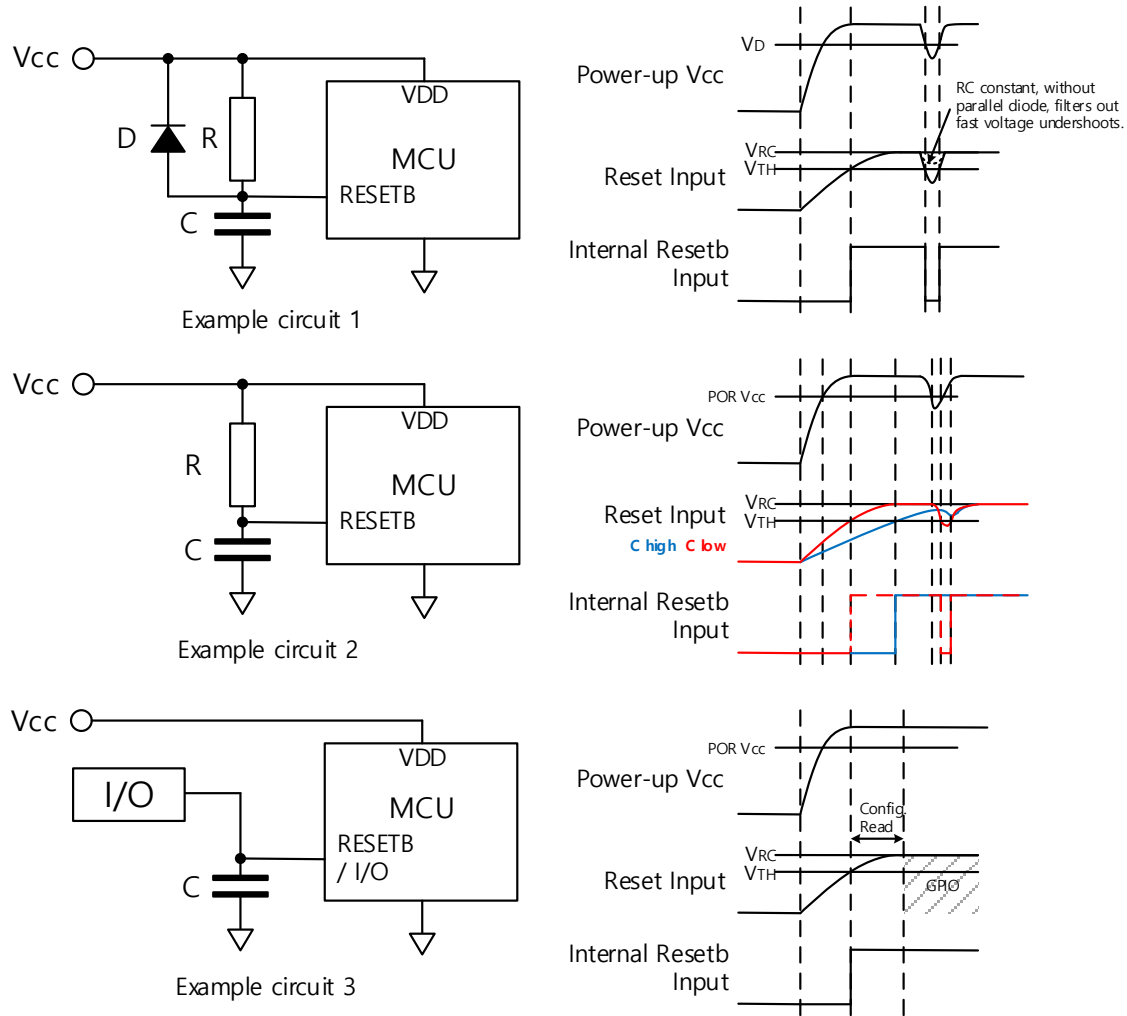 Vcc
D
R
C
VDD
MCU
RESETB
Example circuit 1
Power-up Vcc
VD
RC constant, without
parallel diode, filters out
fast voltage undershoots.
Reset Input
VRC
VTH
Internal Resetb
Input
Vcc
R
C
VDD
MCU
RESETB
Example circuit 2
POR Vcc
Power-up Vcc
VRC
VTH
Reset Input
C high C low
Internal Resetb
Input
Vcc
I/O
C
VDD
MCU
RESETB
/ I/O
Example circuit 3
POR Vcc
Power-up Vcc
Config.
Read
VRC
VTH
Reset Input
GPIO
Internal Resetb
Input